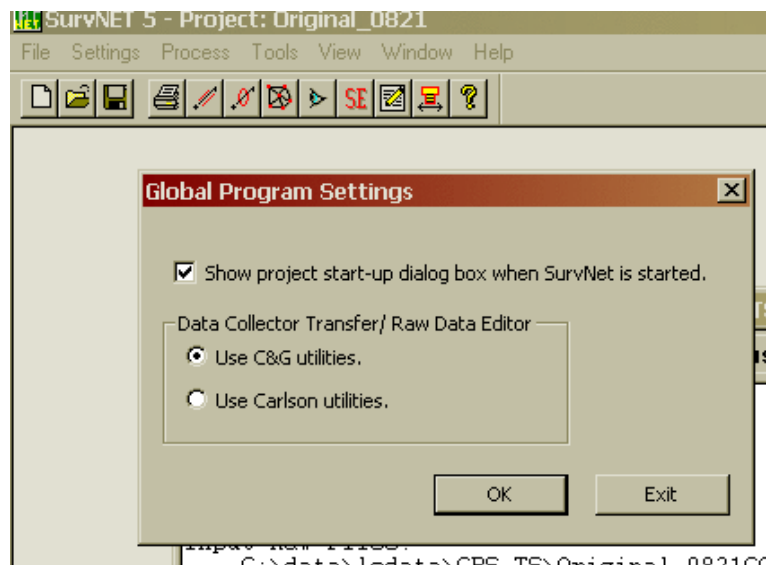 SurvNET 5 - Project: Original_0821
File Settings Process Tools View Window Help
SE
Global Program Settings
Show project start-up dialog box when SurvNet is started.
Data Collector Transfer/ Raw Data Editor
Use C&G utilities.
Use Carlson utilities.
OK Exit